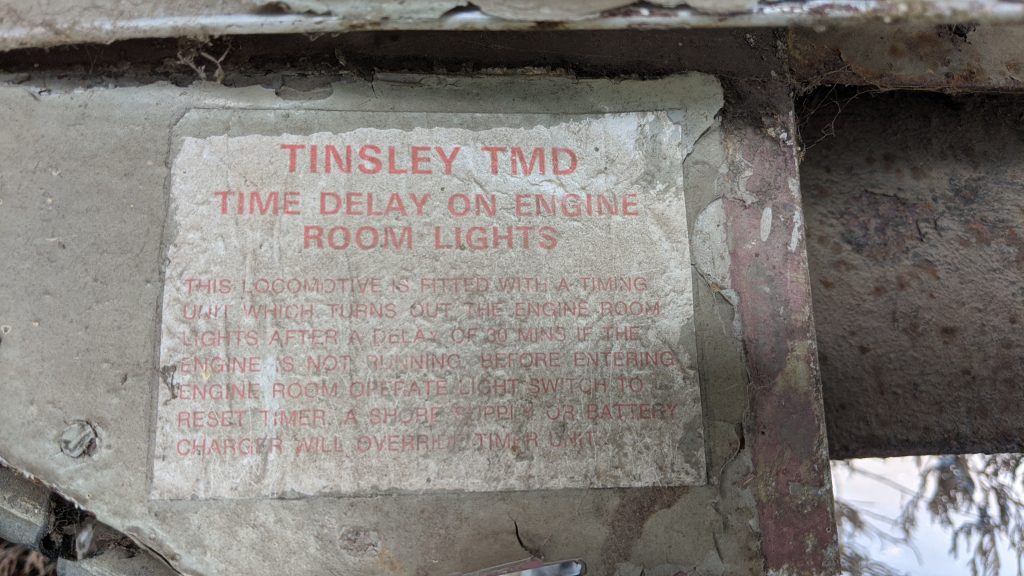 TINSLEY TMD
TIME DELAY ON ENGINE
ROOM LIGHTS
THIS LOCOMOTIVE IS FITTED WITH A TIMING
UNIT WHICH TURNS OUT THE ENGINE ROOM
LIGHTS AFTER A DELAY OF 30 MINS IF THE
ENGINE IS NOT RUNNING. BEFORE ENTERING
ENGINE ROOM OPERATE LIGHT SWITCH TO
RESET TIMER. A SHORE SUPPLY OR BATTERY
CHARGER WILL OVERRIDE TIMER UNIT